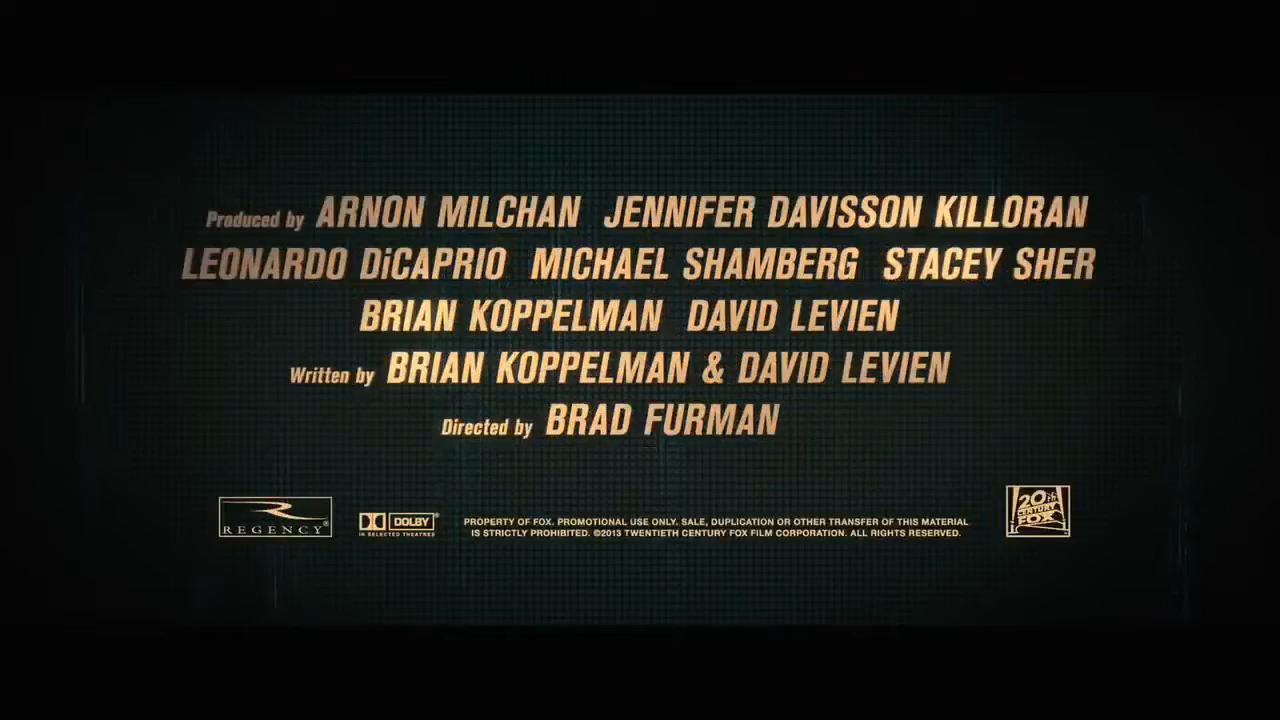 Produced by ARNON MILCHAN JENNIFER DAVISSON KILLORAN
LEONARDO DiCAPRIO MICHAEL SHAMBERG STACEY SHER
BRIAN KOPPELMAN DAVID LEVIEN
Written by BRIAN KOPPELMAN & DAVID LEVIEN
Directed by BRAD FURMAN
REGENCY®
DOLBY®
IN SELECTED THEATRES
PROPERTY OF FOX. PROMOTIONAL USE ONLY. SALE, DUPLICATION OR OTHER TRANSFER OF THIS MATERIAL
IS STRICTLY PROHIBITED. ©2013 TWENTIETH CENTURY FOX FILM CORPORATION. ALL RIGHTS RESERVED.
20th
CENTURY
FOX